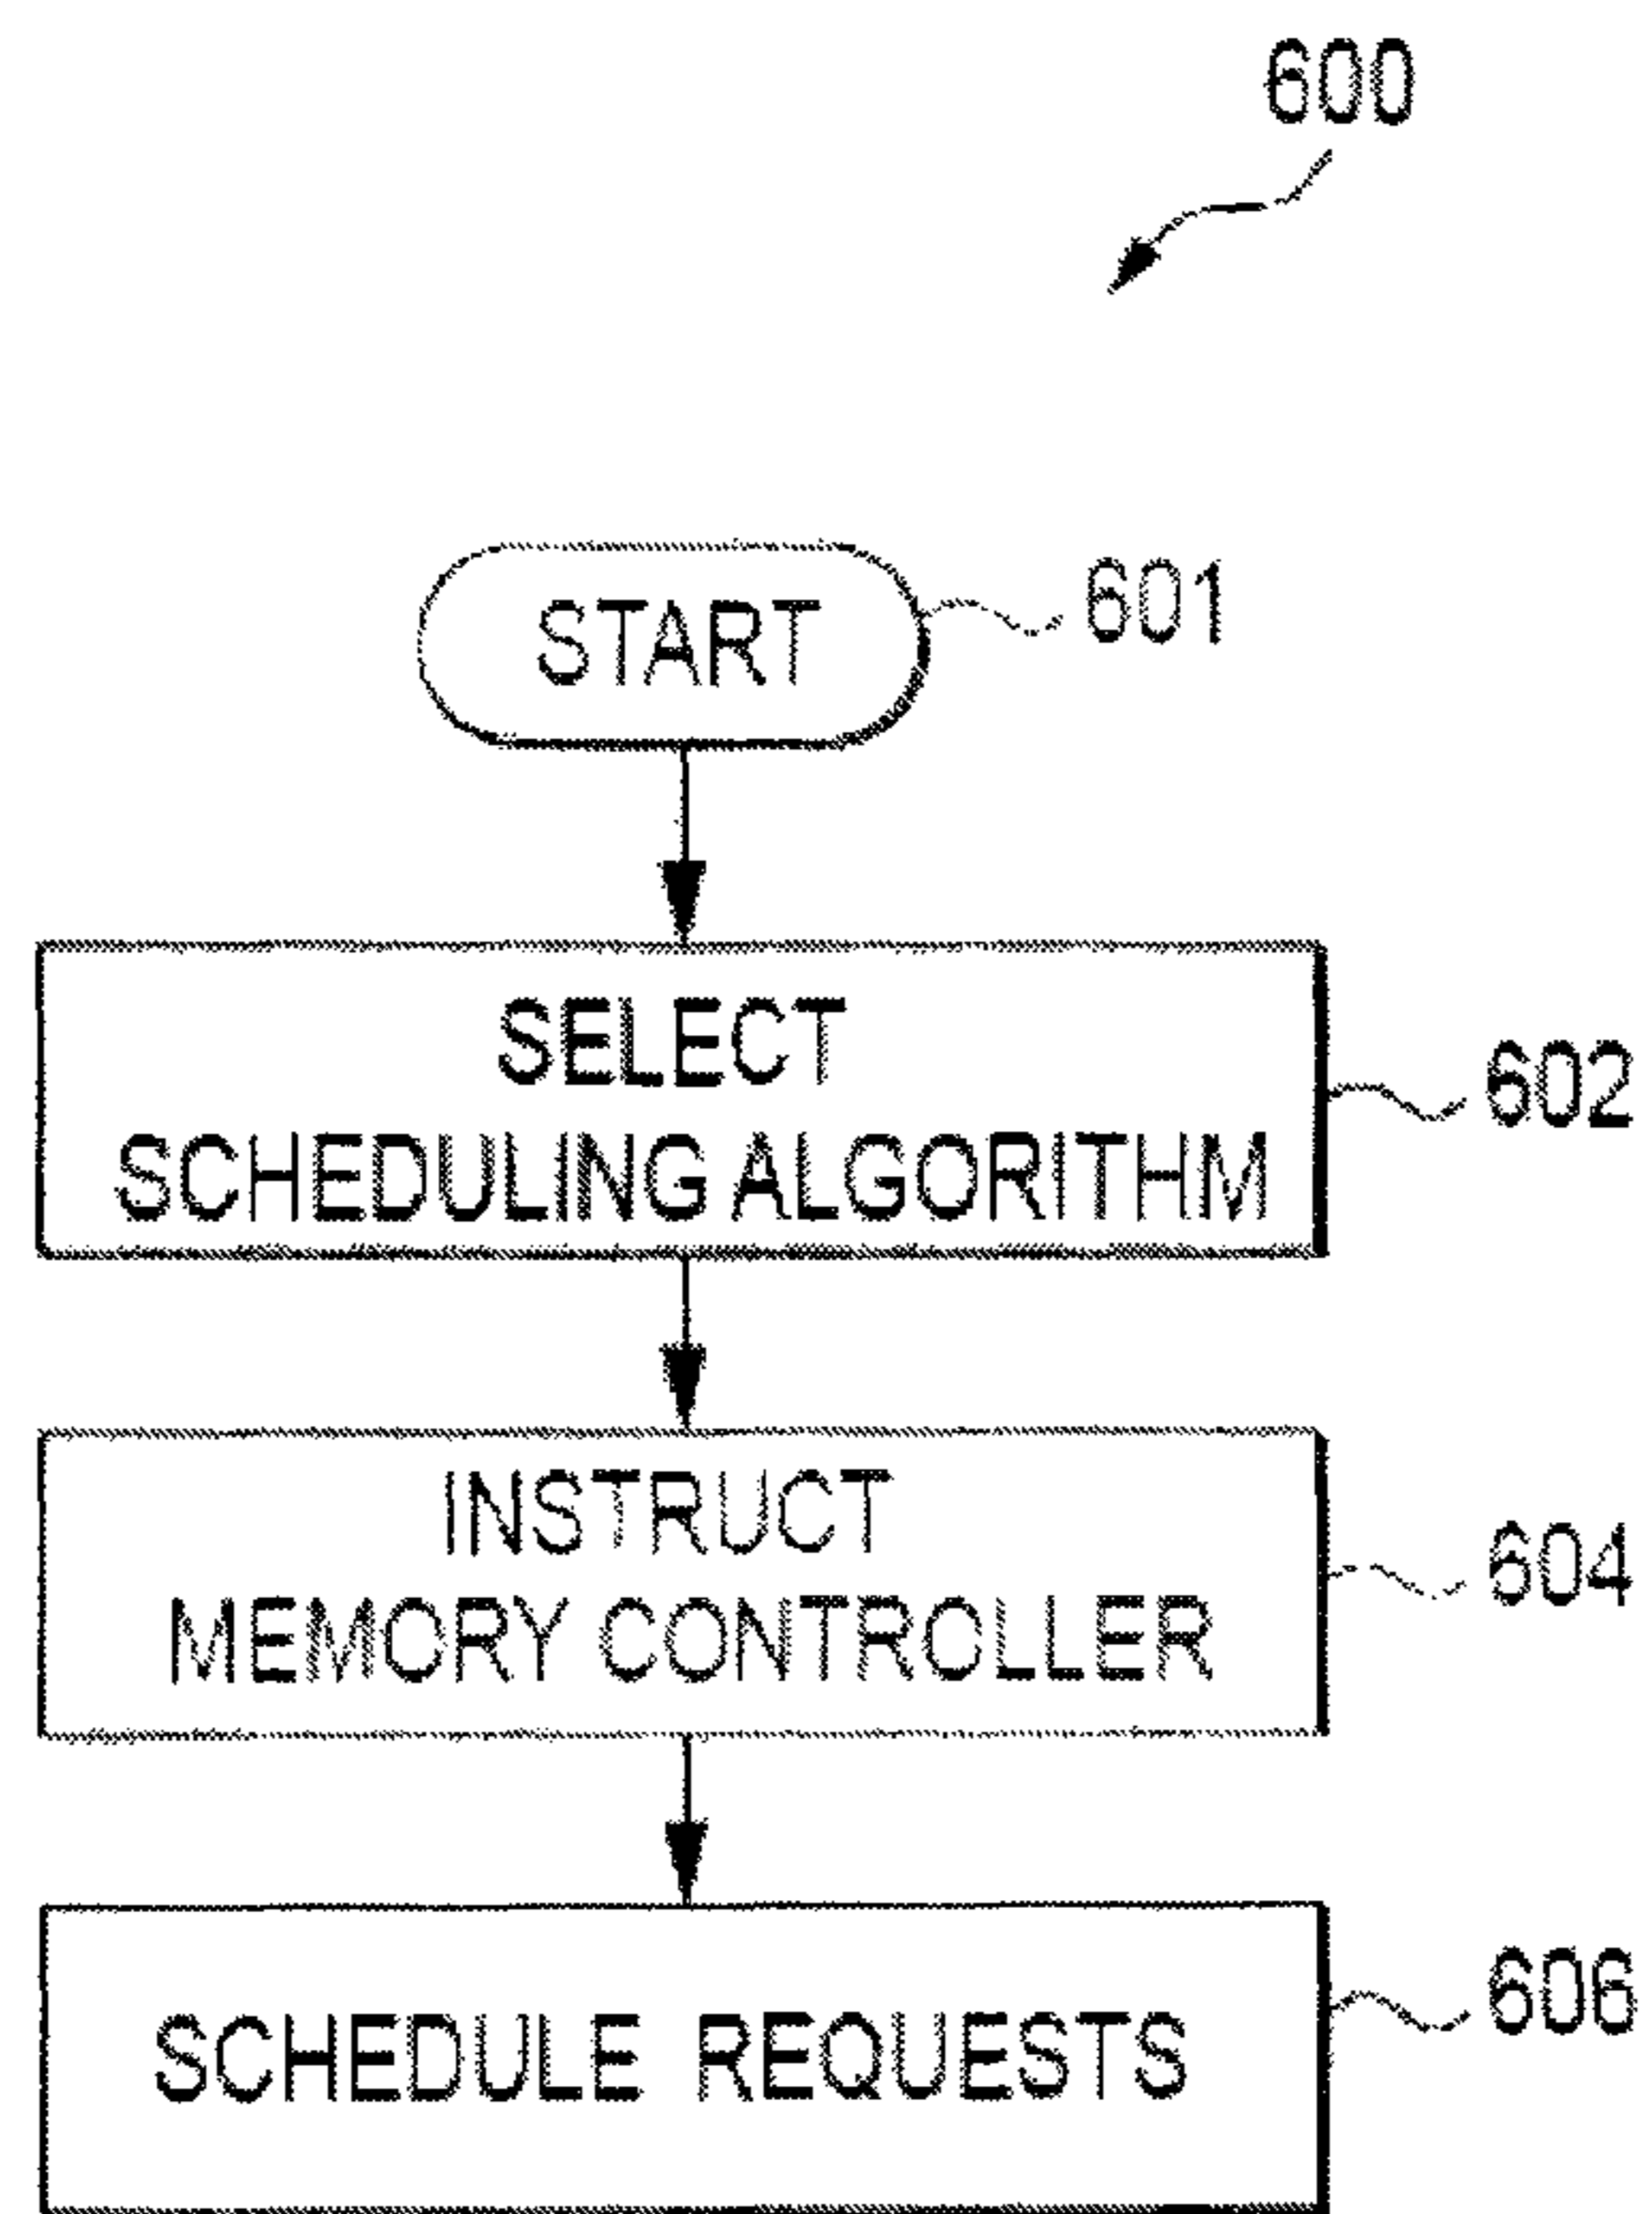 600
START
601
SELECT
SCHEDULING ALGORITHM
602
INSTRUCT
MEMORY CONTROLLER
604
SCHEDULE REQUESTS
606